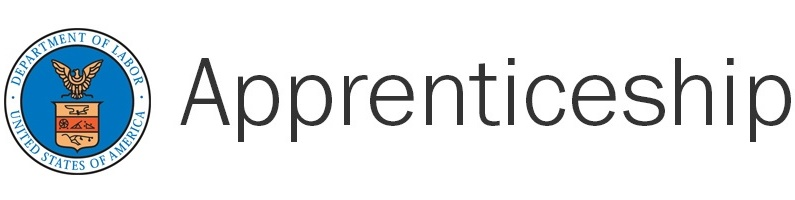 DEPARTMENT OF LABOR
UNITED STATES OF AMERICA
Apprenticeship